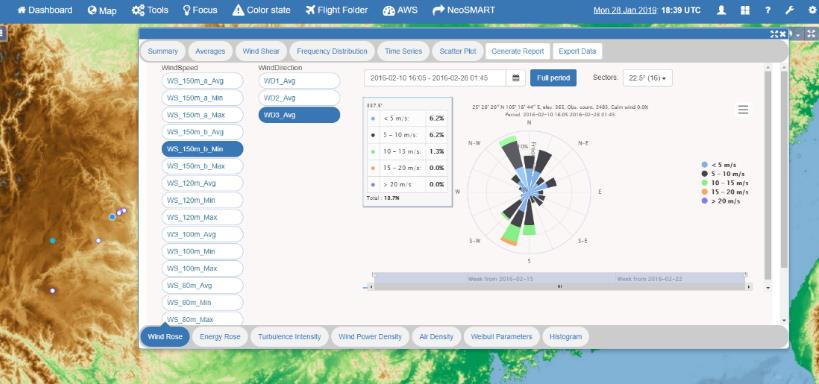 Dashboard Map Tools Focus Color state Flight Folder AWS NeoSMART Mon 28 Jan 2019 18:39 UTC ?
Summary Averages Wind Shear Frequency Distribution Time Series Scatter Plot Generate Report Export Data
WindSpeed WindDirection
WS_150m_a_Avg
WS_150m_a_Min
WS_150m_a_Max
WS_150m_b_Avg
WS_150m_b_Min
WS_150m_b_Max
WS_120m_Avg
WS_120m_Min
WS_120m_Max
WS_100m_Avg
WS_100m_Min
WS_100m_Max
WS_80m_Avg
WS_80m_Min
WS_80m_Max
WD1_Avg
WD2_Avg
WD3_Avg
2016-02-10 16:05 - 2016-02-28 01:45 Full period Sectors: 22.5° (16)
25° 28' 20" N 105° 18' 44" E, elev. 365, Obs. count. 2483, Calm wind 0.0%
Period. 2016-02-10 16:05 2016-02-28 01:45
337.5°
< 5 m/s: 6.2%
5 - 10 m/s: 6.2%
10 - 15 m/s: 1.3%
15 - 20 m/s: 0.0%
> 20 m/s: 0.0%
Total : 13.7%
N
N-W N-E
W E
S-W S-E
S
< 5 m/s
5 - 10 m/s
10 - 15 m/s
15 - 20 m/s
> 20 m/s
Week from 2016-02-15 Week from 2016-02-22
Wind Rose Energy Rose Turbulence Intensity Wind Power Density Air Density Weibull Parameters Histogram